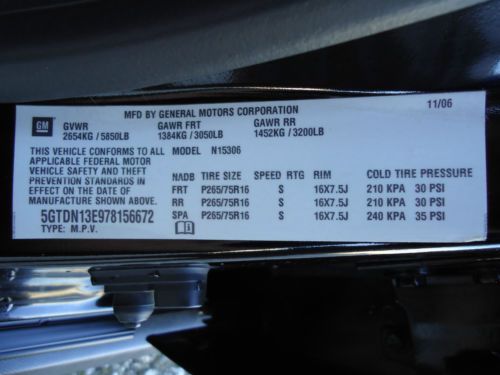 MFD BY GENERAL MOTORS CORPORATION 11/06
GM GVWR GAWR FRT GAWR RR
2654KG / 5850LB 1384KG / 3050LB 1452KG / 3200LB
THIS VEHICLE CONFORMS TO ALL MODEL N15306
APPLICABLE FEDERAL MOTOR
VEHICLE SAFETY AND THEFT
PREVENTION STANDARDS IN
EFFECT ON THE DATE OF
MANUFACTURE SHOWN ABOVE.
5GTDN13E978156672
TYPE: M.P.V.
NADB TIRE SIZE SPEED RTG RIM COLD TIRE PRESSURE
FRT P265/75R16 S 16X7.5J 210 KPA 30 PSI
RR P265/75R16 S 16X7.5J 210 KPA 30 PSI
SPA P265/75R16 S 16X7.5J 240 KPA 35 PSI